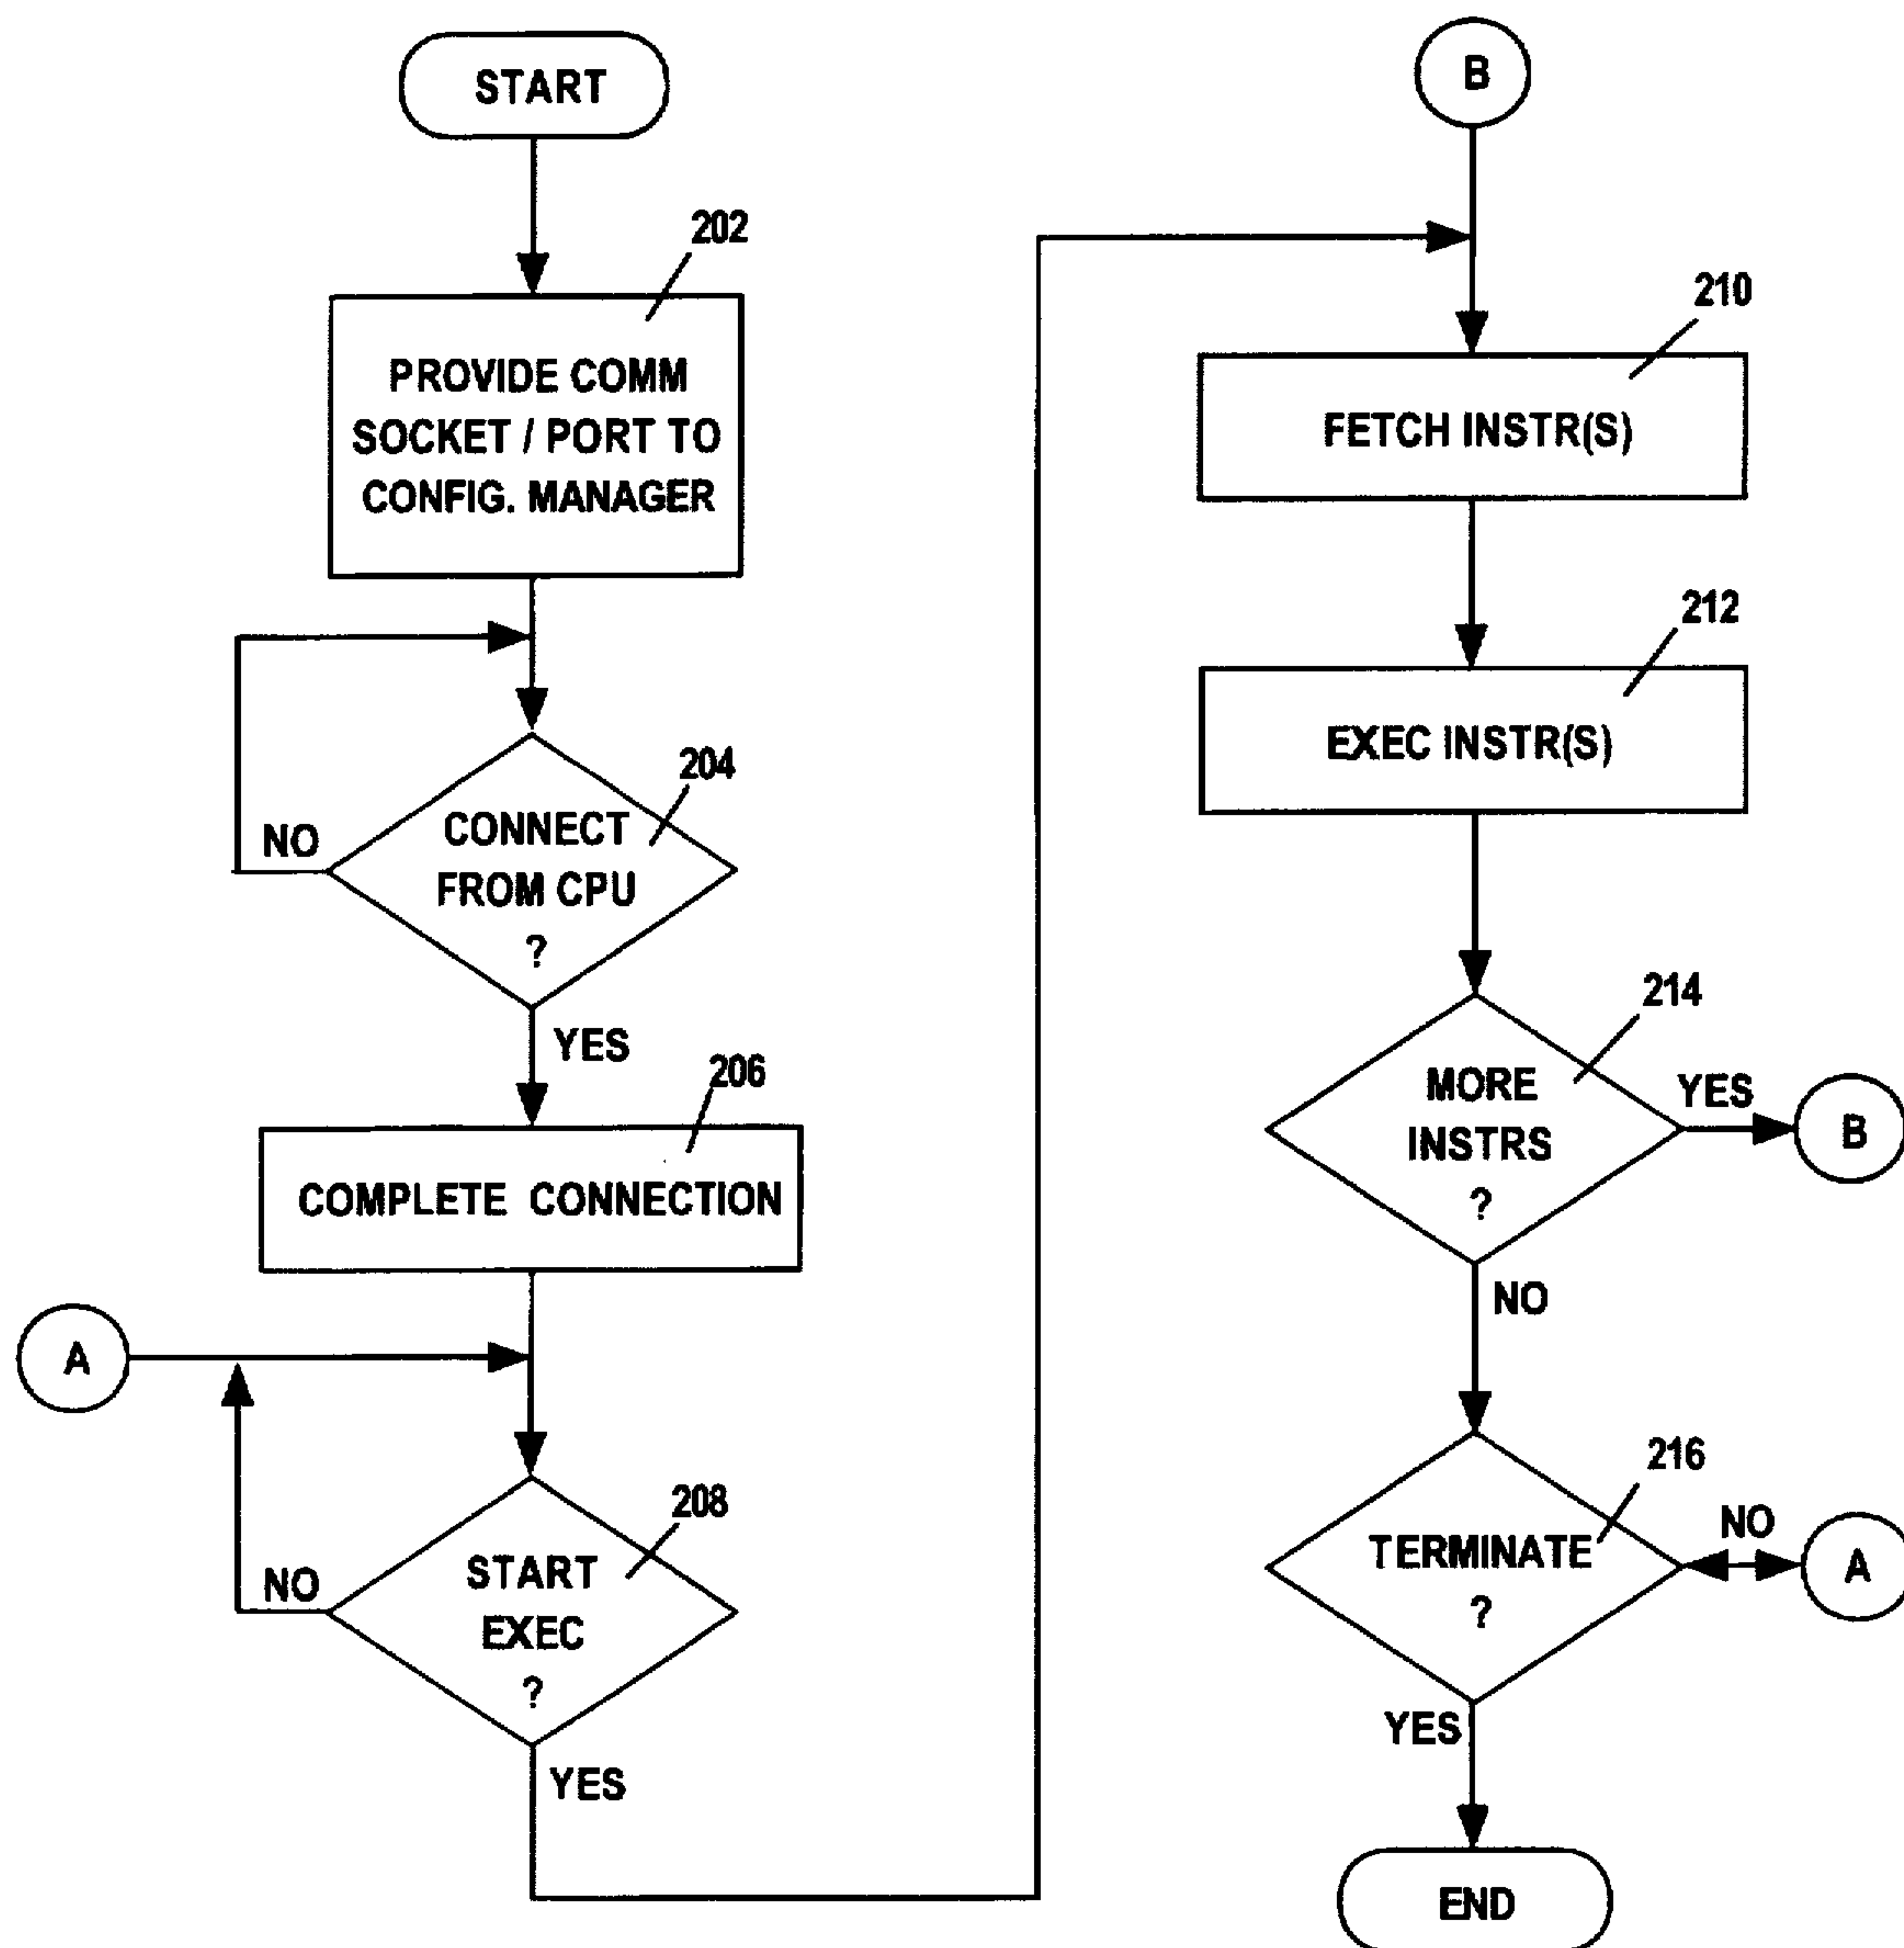 START
202
PROVIDE COMM
SOCKET / PORT TO
CONFIG. MANAGER
204
NO
CONNECT
FROM CPU
?
YES
206
COMPLETE CONNECTION
A
208
NO
START
EXEC
?
YES
B
210
FETCH INSTR(S)
212
EXEC INSTR(S)
214
MORE
INSTRS
?
YES
B
NO
216
TERMINATE
?
NO
A
YES
END